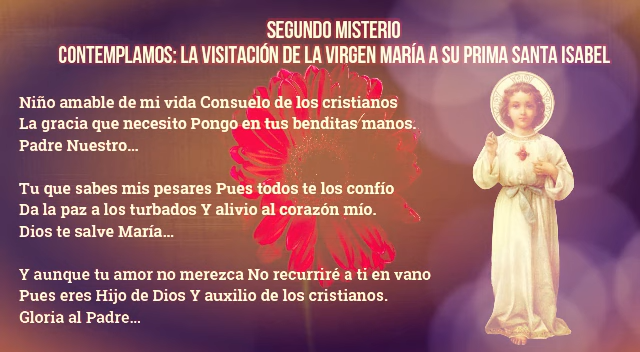 SEGUNDO MISTERIO
CONTEMPLAMOS: LA VISITACIÓN DE LA VIRGEN MARÍA A SU PRIMA SANTA ISABEL
Niño amable de mi vida Consuelo de los cristianos
La gracia que necesito Pongo en tus benditas manos.
Padre Nuestro...
Tu que sabes mis pesares Pues todos te los confío
Da la paz a los turbados Y alivio al corazón mío.
Dios te salve María...
Y aunque tu amor no merezca No recurriré a ti en vano
Pues eres Hijo de Dios Y auxilio de los cristianos.
Gloria al Padre...